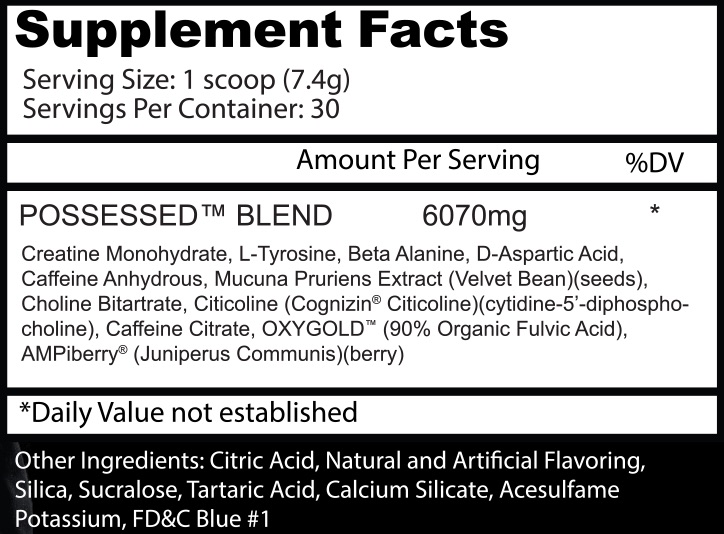 Supplement Facts
Serving Size: 1 scoop (7.4g)
Servings Per Container: 30
Amount Per Serving %DV
POSSESSED™ BLEND 6070mg *
Creatine Monohydrate, L-Tyrosine, Beta Alanine, D-Aspartic Acid,
Caffeine Anhydrous, Mucuna Pruriens Extract (Velvet Bean)(seeds),
Choline Bitartrate, Citicoline (Cognizin® Citicoline)(cytidine-5’-diphospho-
choline), Caffeine Citrate, OXYGOLD™ (90% Organic Fulvic Acid),
AMPiberry® (Juniperus Communis)(berry)
*Daily Value not established
Other Ingredients: Citric Acid, Natural and Artificial Flavoring,
Silica, Sucralose, Tartaric Acid, Calcium Silicate, Acesulfame
Potassium, FD&C Blue #1